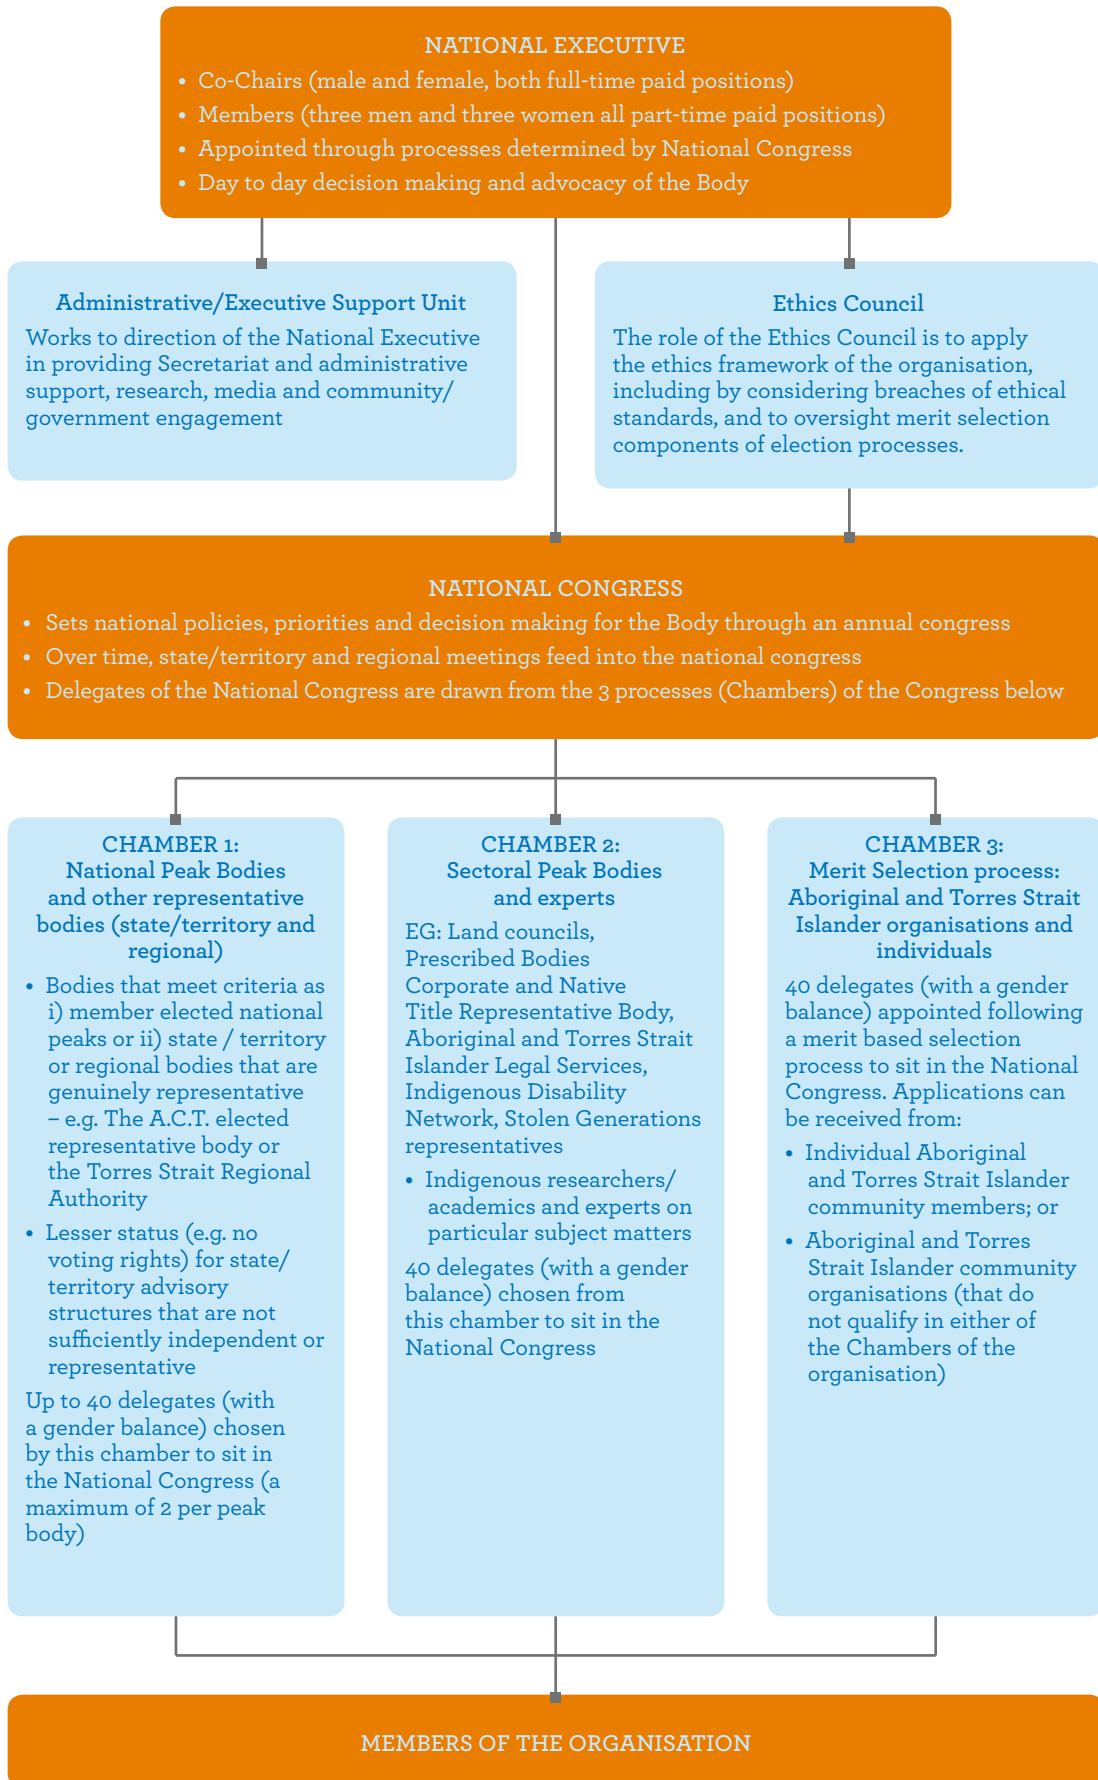 NATIONAL EXECUTIVE
• Co-Chairs (male and female, both full-time paid positions)
• Members (three men and three women all part-time paid positions)
• Appointed through processes determined by National Congress
• Day to day decision making and advocacy of the Body
Administrative/Executive Support Unit
Works to direction of the National Executive
in providing Secretariat and administrative
support, research, media and community/
government engagement
Ethics Council
The role of the Ethics Council is to apply
the ethics framework of the organisation,
including by considering breaches of ethical
standards, and to oversight merit selection
components of election processes.
NATIONAL CONGRESS
• Sets national policies, priorities and decision making for the Body through an annual congress
• Over time, state/territory and regional meetings feed into the national congress
• Delegates of the National Congress are drawn from the 3 processes (Chambers) of the Congress below
CHAMBER 1:
National Peak Bodies
and other representative
bodies (state/territory and
regional)
• Bodies that meet criteria as
i) member elected national
peaks or ii) state / territory
or regional bodies that are
genuinely representative
– e.g. The A.C.T. elected
representative body or
the Torres Strait Regional
Authority
• Lesser status (e.g. no
voting rights) for state/
territory advisory
structures that are not
sufficiently independent or
representative
Up to 40 delegates (with
a gender balance) chosen
by this chamber to sit in
the National Congress (a
maximum of 2 per peak
body)
CHAMBER 2:
Sectoral Peak Bodies
and experts
EG: Land councils,
Prescribed Bodies
Corporate and Native
Title Representative Body,
Aboriginal and Torres Strait
Islander Legal Services,
Indigenous Disability
Network, Stolen Generations
representatives
• Indigenous researchers/
academics and experts on
particular subject matters
40 delegates (with a gender
balance) chosen from
this chamber to sit in the
National Congress
CHAMBER 3:
Merit Selection process:
Aboriginal and Torres Strait
Islander organisations and
individuals
40 delegates (with a gender
balance) appointed following
a merit based selection
process to sit in the National
Congress. Applications can
be received from:
• Individual Aboriginal
and Torres Strait Islander
community members; or
• Aboriginal and Torres
Strait Islander community
organisations (that do
not qualify in either of
the Chambers of the
organisation)
MEMBERS OF THE ORGANISATION